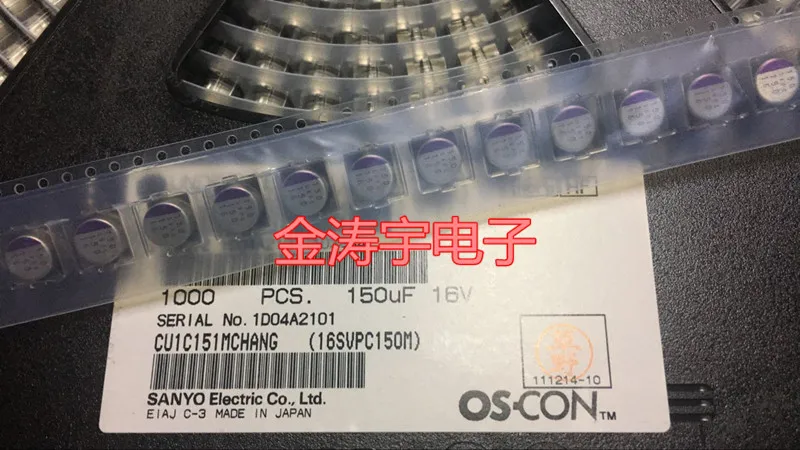 金涛宇电子
1000 PCS. 150uF 16V
SERIAL No. 1D04A2101
CU1C151MCHANG (16SVPC150M)
SANYO Electric Co., Ltd.
EIAJ C-3 MADE IN JAPAN
111214-10
OS-CON™